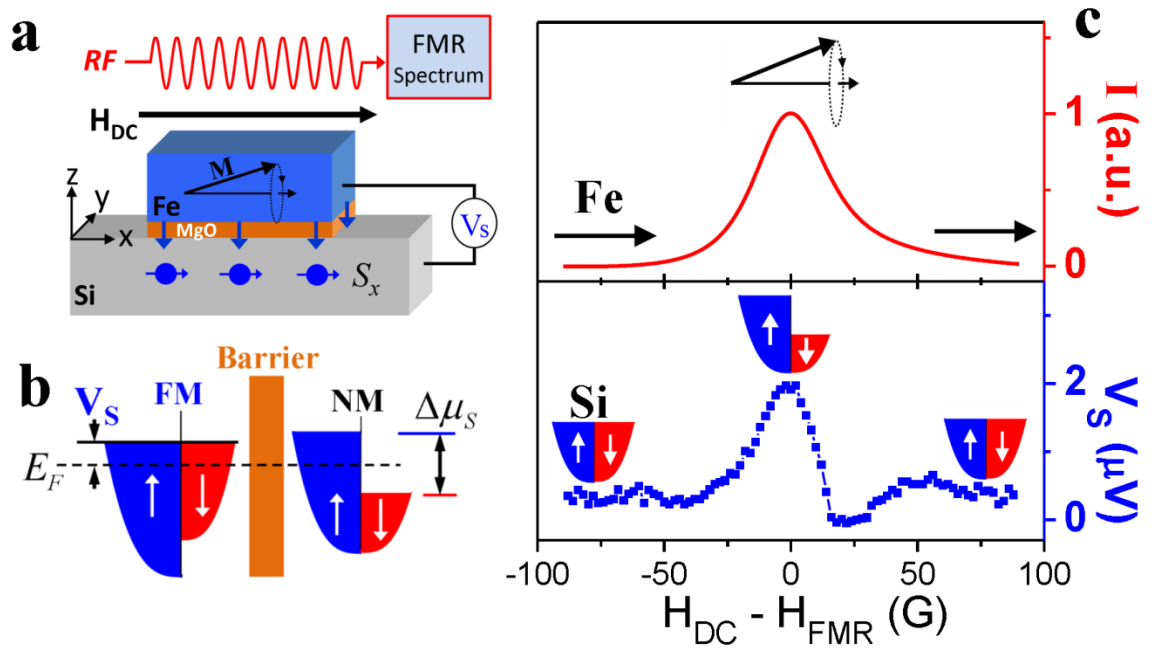 a
RF
FMR
Spectrum
H_DC
M
z
y
x
Fe
MgO
V_S
S_x
Si
b
Barrier
V_S
FM
NM
Δμ_S
E_F
c
Fe
1
0
I (a.u.)
Si
2
0
V_S (μV)
-100
-50
0
50
100
H_DC - H_FMR (G)